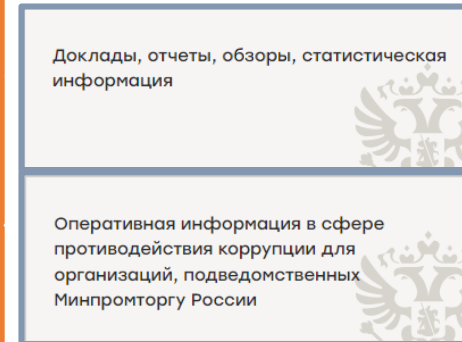 Доклады, отчеты, обзоры, статистическая
информация
Оперативная информация в сфере
противодействия коррупции для
организаций, подведомственных
Минпромторгу России